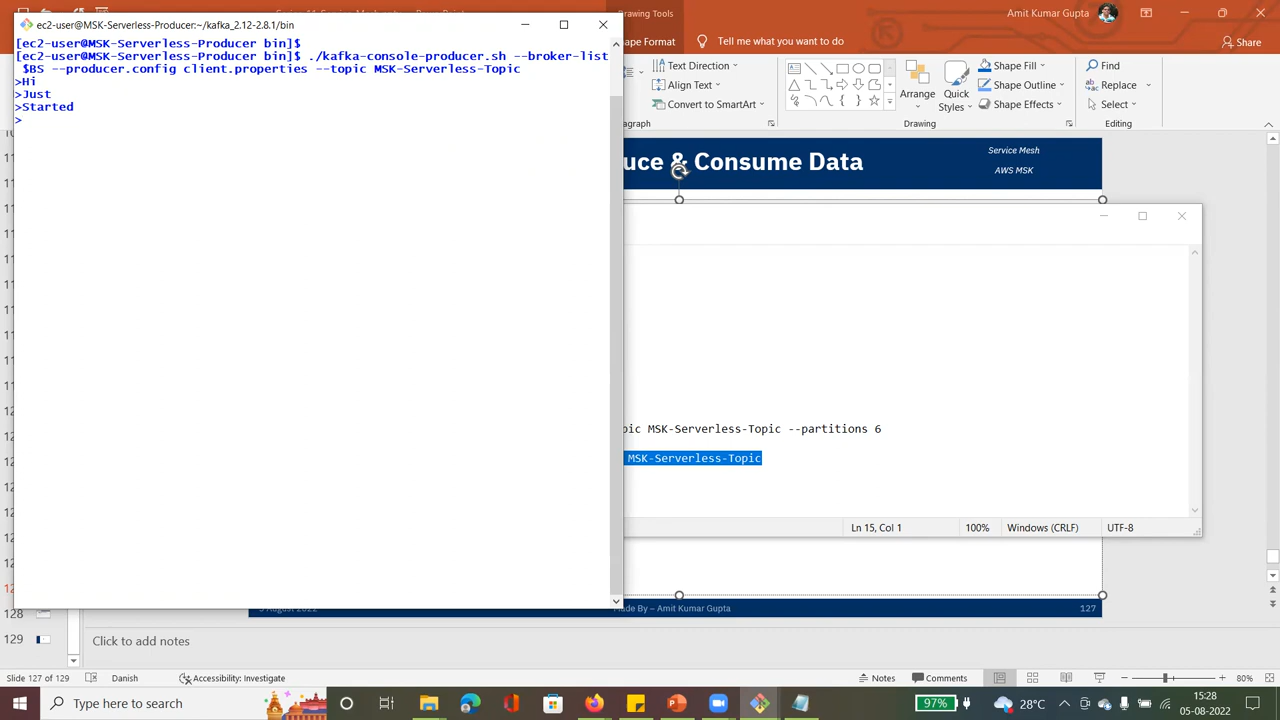 ec2-user@MSK-Serverless-Producer:~/kafka_2.12-2.8.1/bin
[ec2-user@MSK-Serverless-Producer bin]$
[ec2-user@MSK-Serverless-Producer bin]$ ./kafka-console-producer.sh --broker-list
$BS --producer.config client.properties --topic MSK-Serverless-Topic
>Hi
>Just
>Started
>
Drawing Tools
Amit Kumar Gupta
Shape Format
Tell me what you want to do
Share
Text Direction
Align Text
Convert to SmartArt
Arrange
Quick
Styles
Shape Fill
Shape Outline
Shape Effects
Find
Replace
Select
Drawing
Editing
uce & Consume Data
Service Mesh
AWS MSK
pic MSK-Serverless-Topic --partitions 6
MSK-Serverless-Topic
Ln 15, Col 1
100%
Windows (CRLF)
UTF-8
Made By – Amit Kumar Gupta
127
128
129
Click to add notes
Slide 127 of 129
Danish
Accessibility: Investigate
Notes
Comments
80%
Type here to search
97%
28°C
15:28
05-08-2022